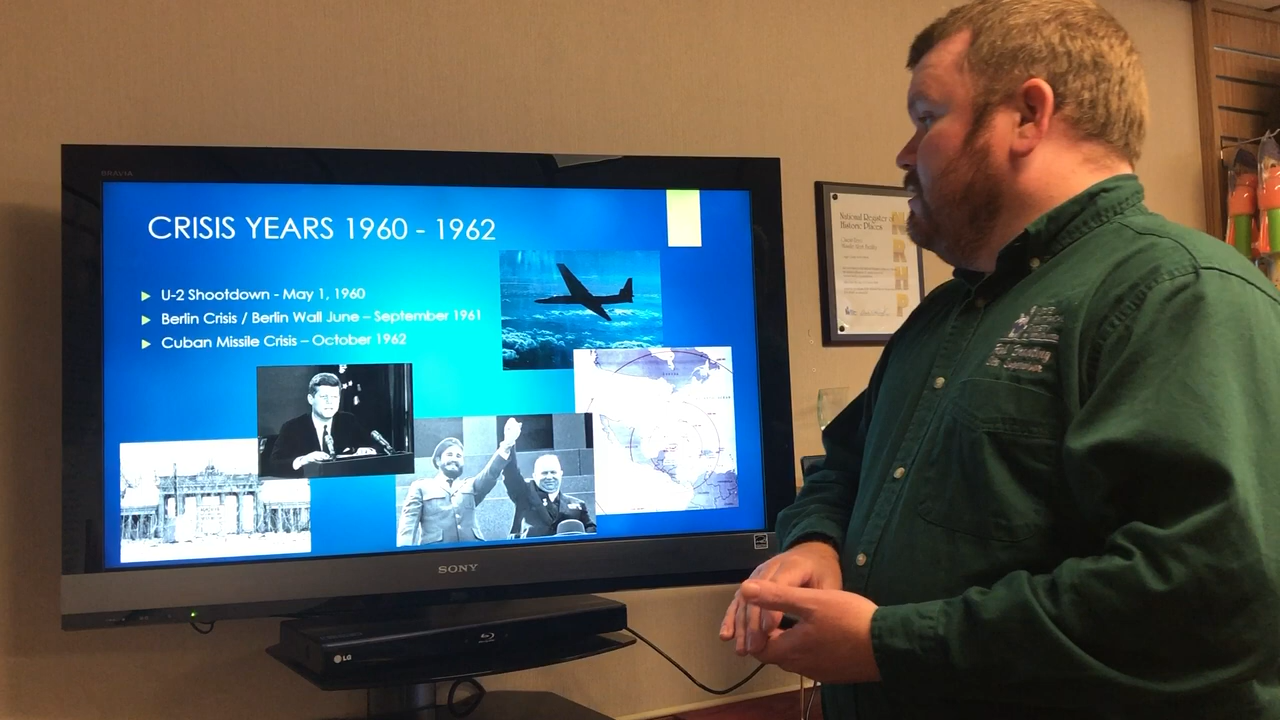 BRAVIA
CRISIS YEARS 1960 - 1962
U-2 Shootdown - May 1, 1960
Berlin Crisis / Berlin Wall June – September 1961
Cuban Missile Crisis – October 1962
SONY
LG
National Register of
Historic Places
NRHP